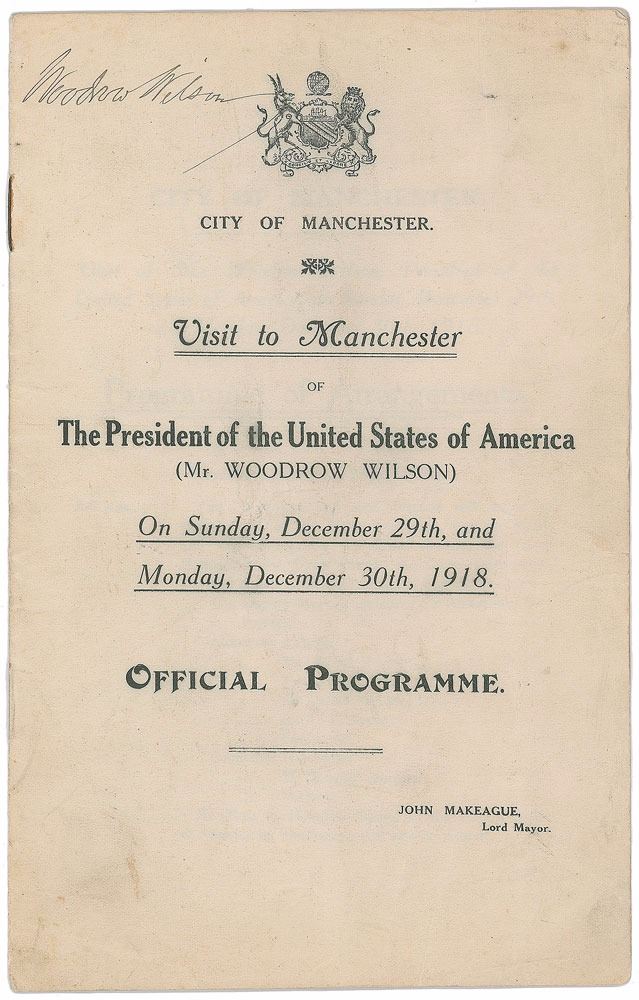 Woodrow Wilson
CITY OF MANCHESTER.
Visit to Manchester
OF
The President of the United States of America
(Mr. WOODROW WILSON)
On Sunday, December 29th, and
Monday, December 30th, 1918.
OFFICIAL PROGRAMME.
JOHN MAKEAGUE,
Lord Mayor.